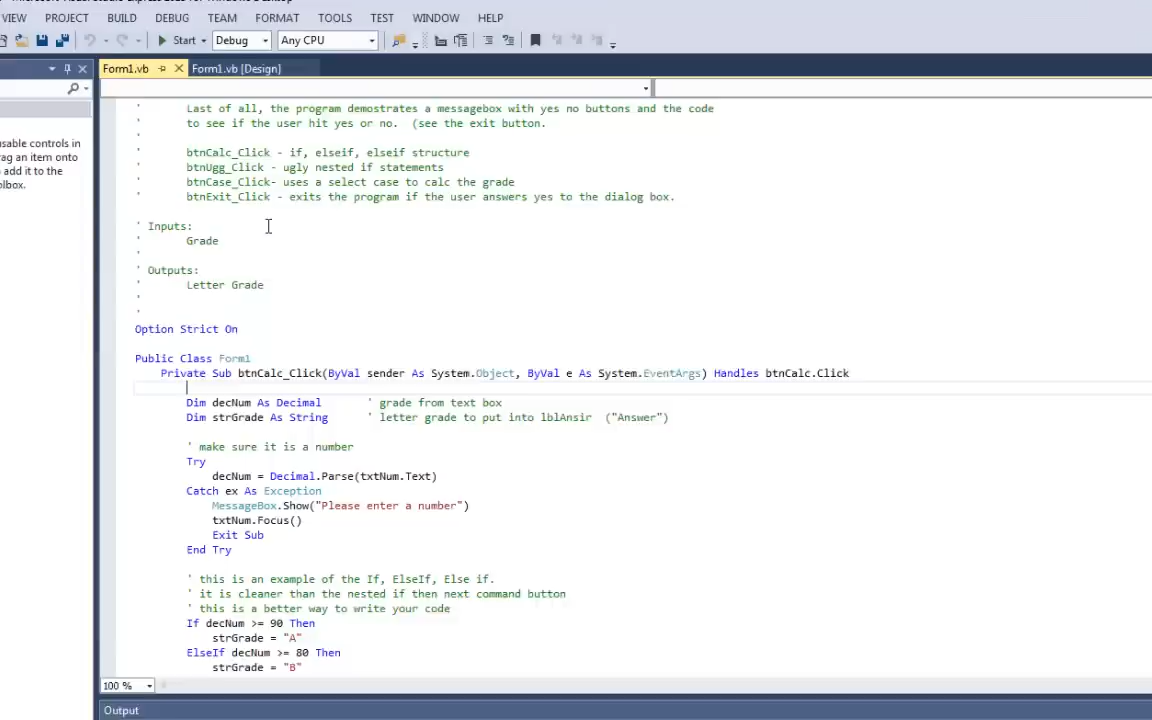 VIEW PROJECT BUILD DEBUG TEAM FORMAT TOOLS TEST WINDOW HELP
Start Debug Any CPU
Form1.vb Form1.vb [Design]
usable controls in
rag an item onto
add it to the
olbox.
' Last of all, the program demostrates a messagebox with yes no buttons and the code
' to see if the user hit yes or no. (see the exit button.
'
' btnCalc_Click - if, elseif, elseif structure
' btnUgg_Click - ugly nested if statements
' btnCase_Click- uses a select case to calc the grade
' btnExit_Click - exits the program if the user answers yes to the dialog box.
' Inputs:
' Grade
'
' Outputs:
' Letter Grade
'
'
Option Strict On
Public Class Form1
Private Sub btnCalc_Click(ByVal sender As System.Object, ByVal e As System.EventArgs) Handles btnCalc.Click
Dim decNum As Decimal ' grade from text box
Dim strGrade As String ' letter grade to put into lblAnsir ("Answer")
' make sure it is a number
Try
decNum = Decimal.Parse(txtNum.Text)
Catch ex As Exception
MessageBox.Show("Please enter a number")
txtNum.Focus()
Exit Sub
End Try
' this is an example of the If, ElseIf, Else if.
' it is cleaner than the nested if then next command button
' this is a better way to write your code
If decNum >= 90 Then
strGrade = "A"
ElseIf decNum >= 80 Then
strGrade = "B"
100 %
Output